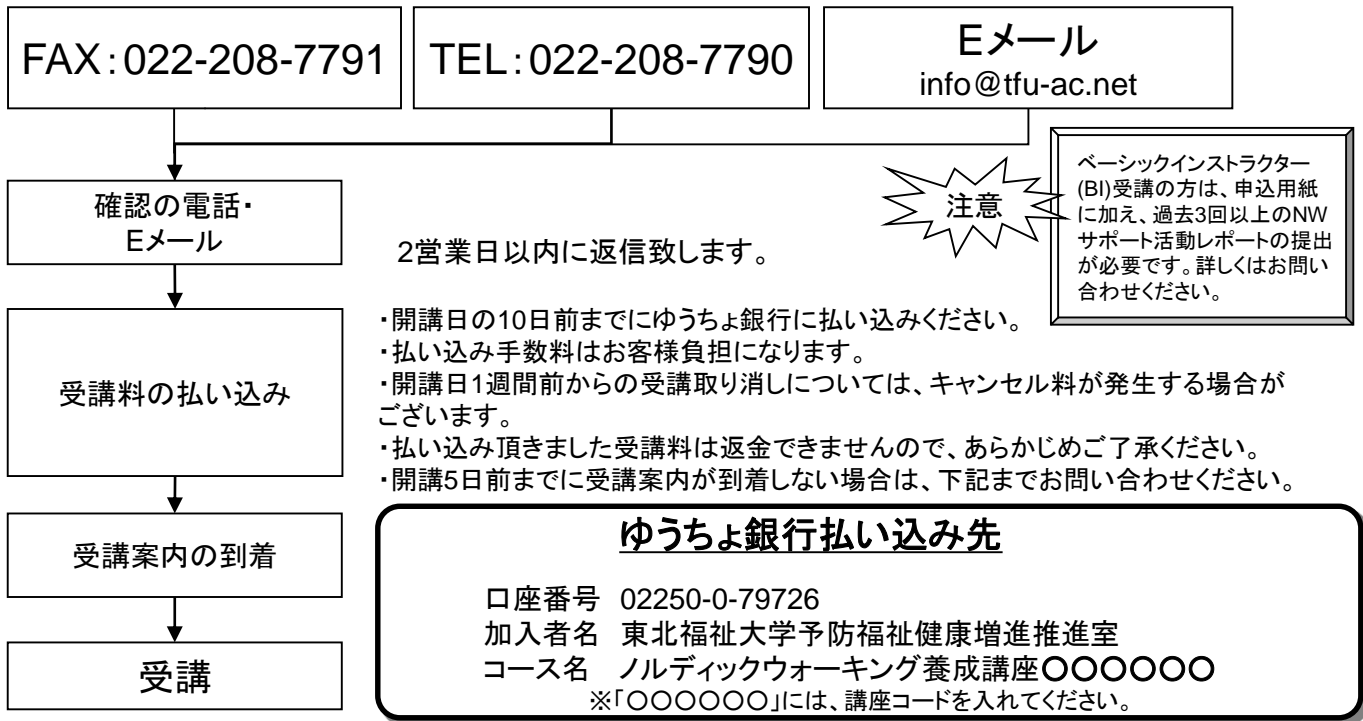 FAX：022-208-7791
TEL：022-208-7790
Eメール
info@tfu-ac.net
注意
ベーシックインストラクター
(BI)受講の方は、申込用紙
に加え、過去3回以上のNW
サポート活動レポートの提出
が必要です。詳しくはお問い
合わせください。
確認の電話・
Eメール
2営業日以内に返信致します。
受講料の払い込み
・開講日の10日前までにゆうちょ銀行に払い込みください。
・払い込み手数料はお客様負担になります。
・開講日1週間前からの受講取り消しについては、キャンセル料が発生する場合が
ございます。
・払い込み頂きました受講料は返金できませんので、あらかじめご了承ください。
・開講5日前までに受講案内が到着しない場合は、下記までお問い合わせください。
受講案内の到着
受講
ゆうちょ銀行払い込み先
口座番号 02250-0-79726
加入者名 東北福祉大学予防福祉健康増進推進室
コース名 ノルディックウォーキング養成講座〇〇〇〇〇〇
※「〇〇〇〇〇〇」には、講座コードを入れてください。